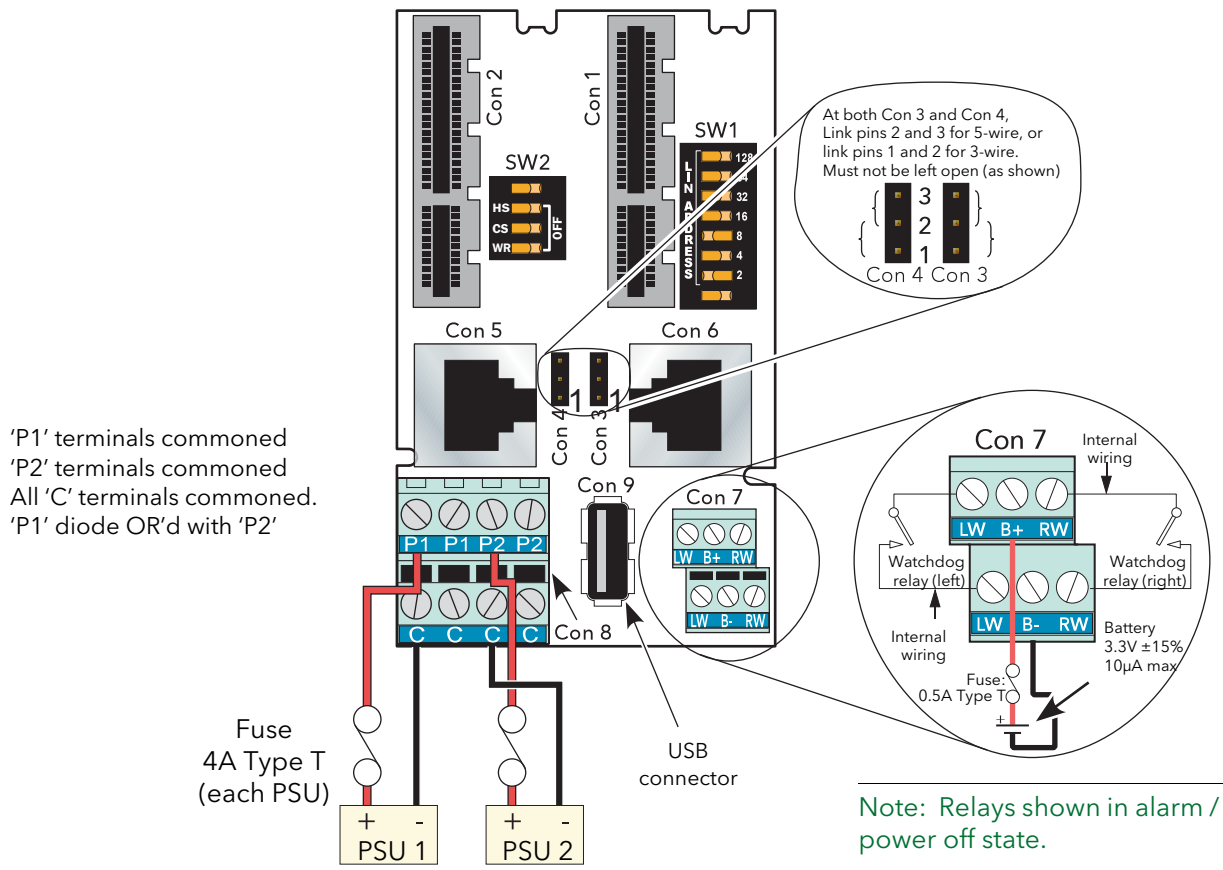 Con 2
Con 1
SW2
HS
CS
WR
OFF
SW1
LIN ADDRESS
128
32
16
8
4
2
At both Con 3 and Con 4,
Link pins 2 and 3 for 5-wire, or
link pins 1 and 2 for 3-wire.
Must not be left open (as shown)
3
2
1
Con 4 Con 3
Con 5
Con 6
1
1
Con 4
Con 3
'P1' terminals commoned
'P2' terminals commoned
All 'C' terminals commoned.
'P1' diode OR'd with 'P2'
P1 P1 P2 P2
C C C C
Con 8
Con 9
USB
connector
Con 7
LW B+ RW
LW B- RW
Con 7
Internal
wiring
LW B+ RW
Watchdog
relay (left)
Watchdog
relay (right)
LW B- RW
Internal
wiring
Battery
3.3V ±15%
10µA max
Fuse:
0.5A Type T
+
Fuse
4A Type T
(each PSU)
+ -
PSU 1
+ -
PSU 2
Note: Relays shown in alarm /
power off state.